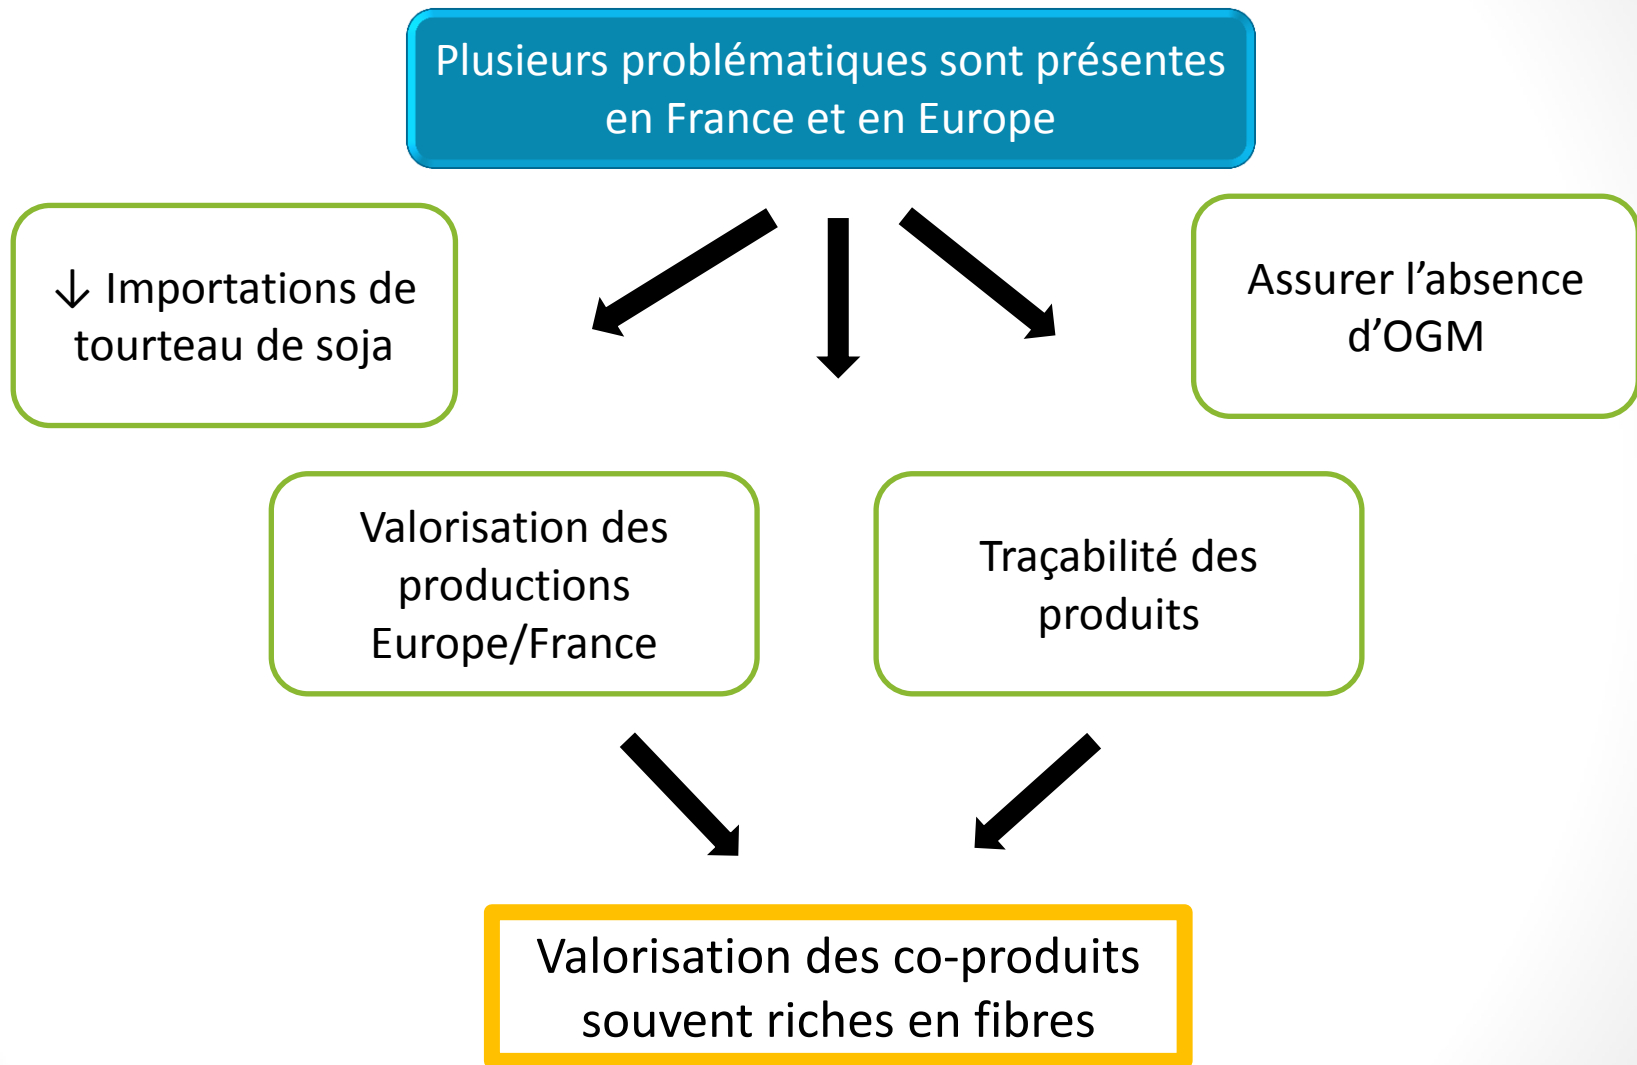 Plusieurs problématiques sont présentes
en France et en Europe
↓ Importations de
tourteau de soja
Assurer l’absence
d’OGM
Valorisation des
productions
Europe/France
Traçabilité des
produits
Valorisation des co-produits
souvent riches en fibres